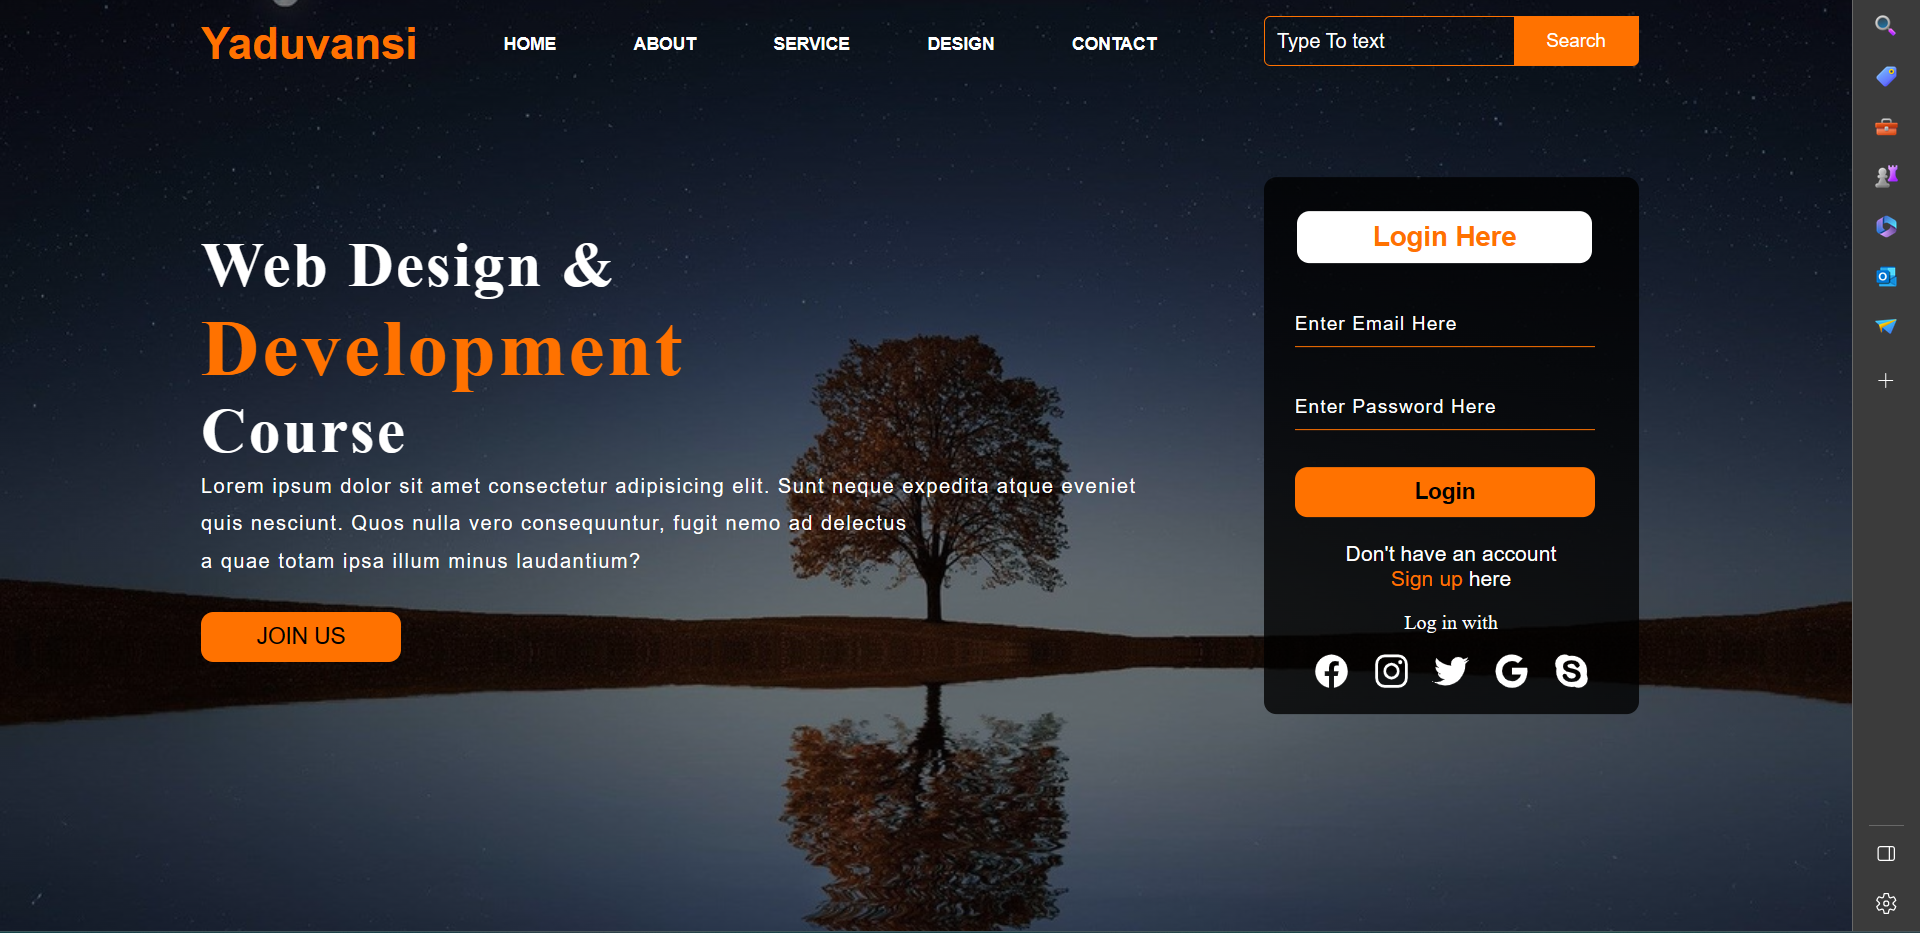 Yaduvansi
HOME
ABOUT
SERVICE
DESIGN
CONTACT
Type To text
Search
Web Design &
Development
Course
Lorem ipsum dolor sit amet consectetur adipisicing elit. Sunt neque expedita atque eveniet
quis nesciunt. Quos nulla vero consequuntur, fugit nemo ad delectus
a quae totam ipsa illum minus laudantium?
JOIN US
Login Here
Enter Email Here
Enter Password Here
Login
Don't have an account
Sign up here
Log in with